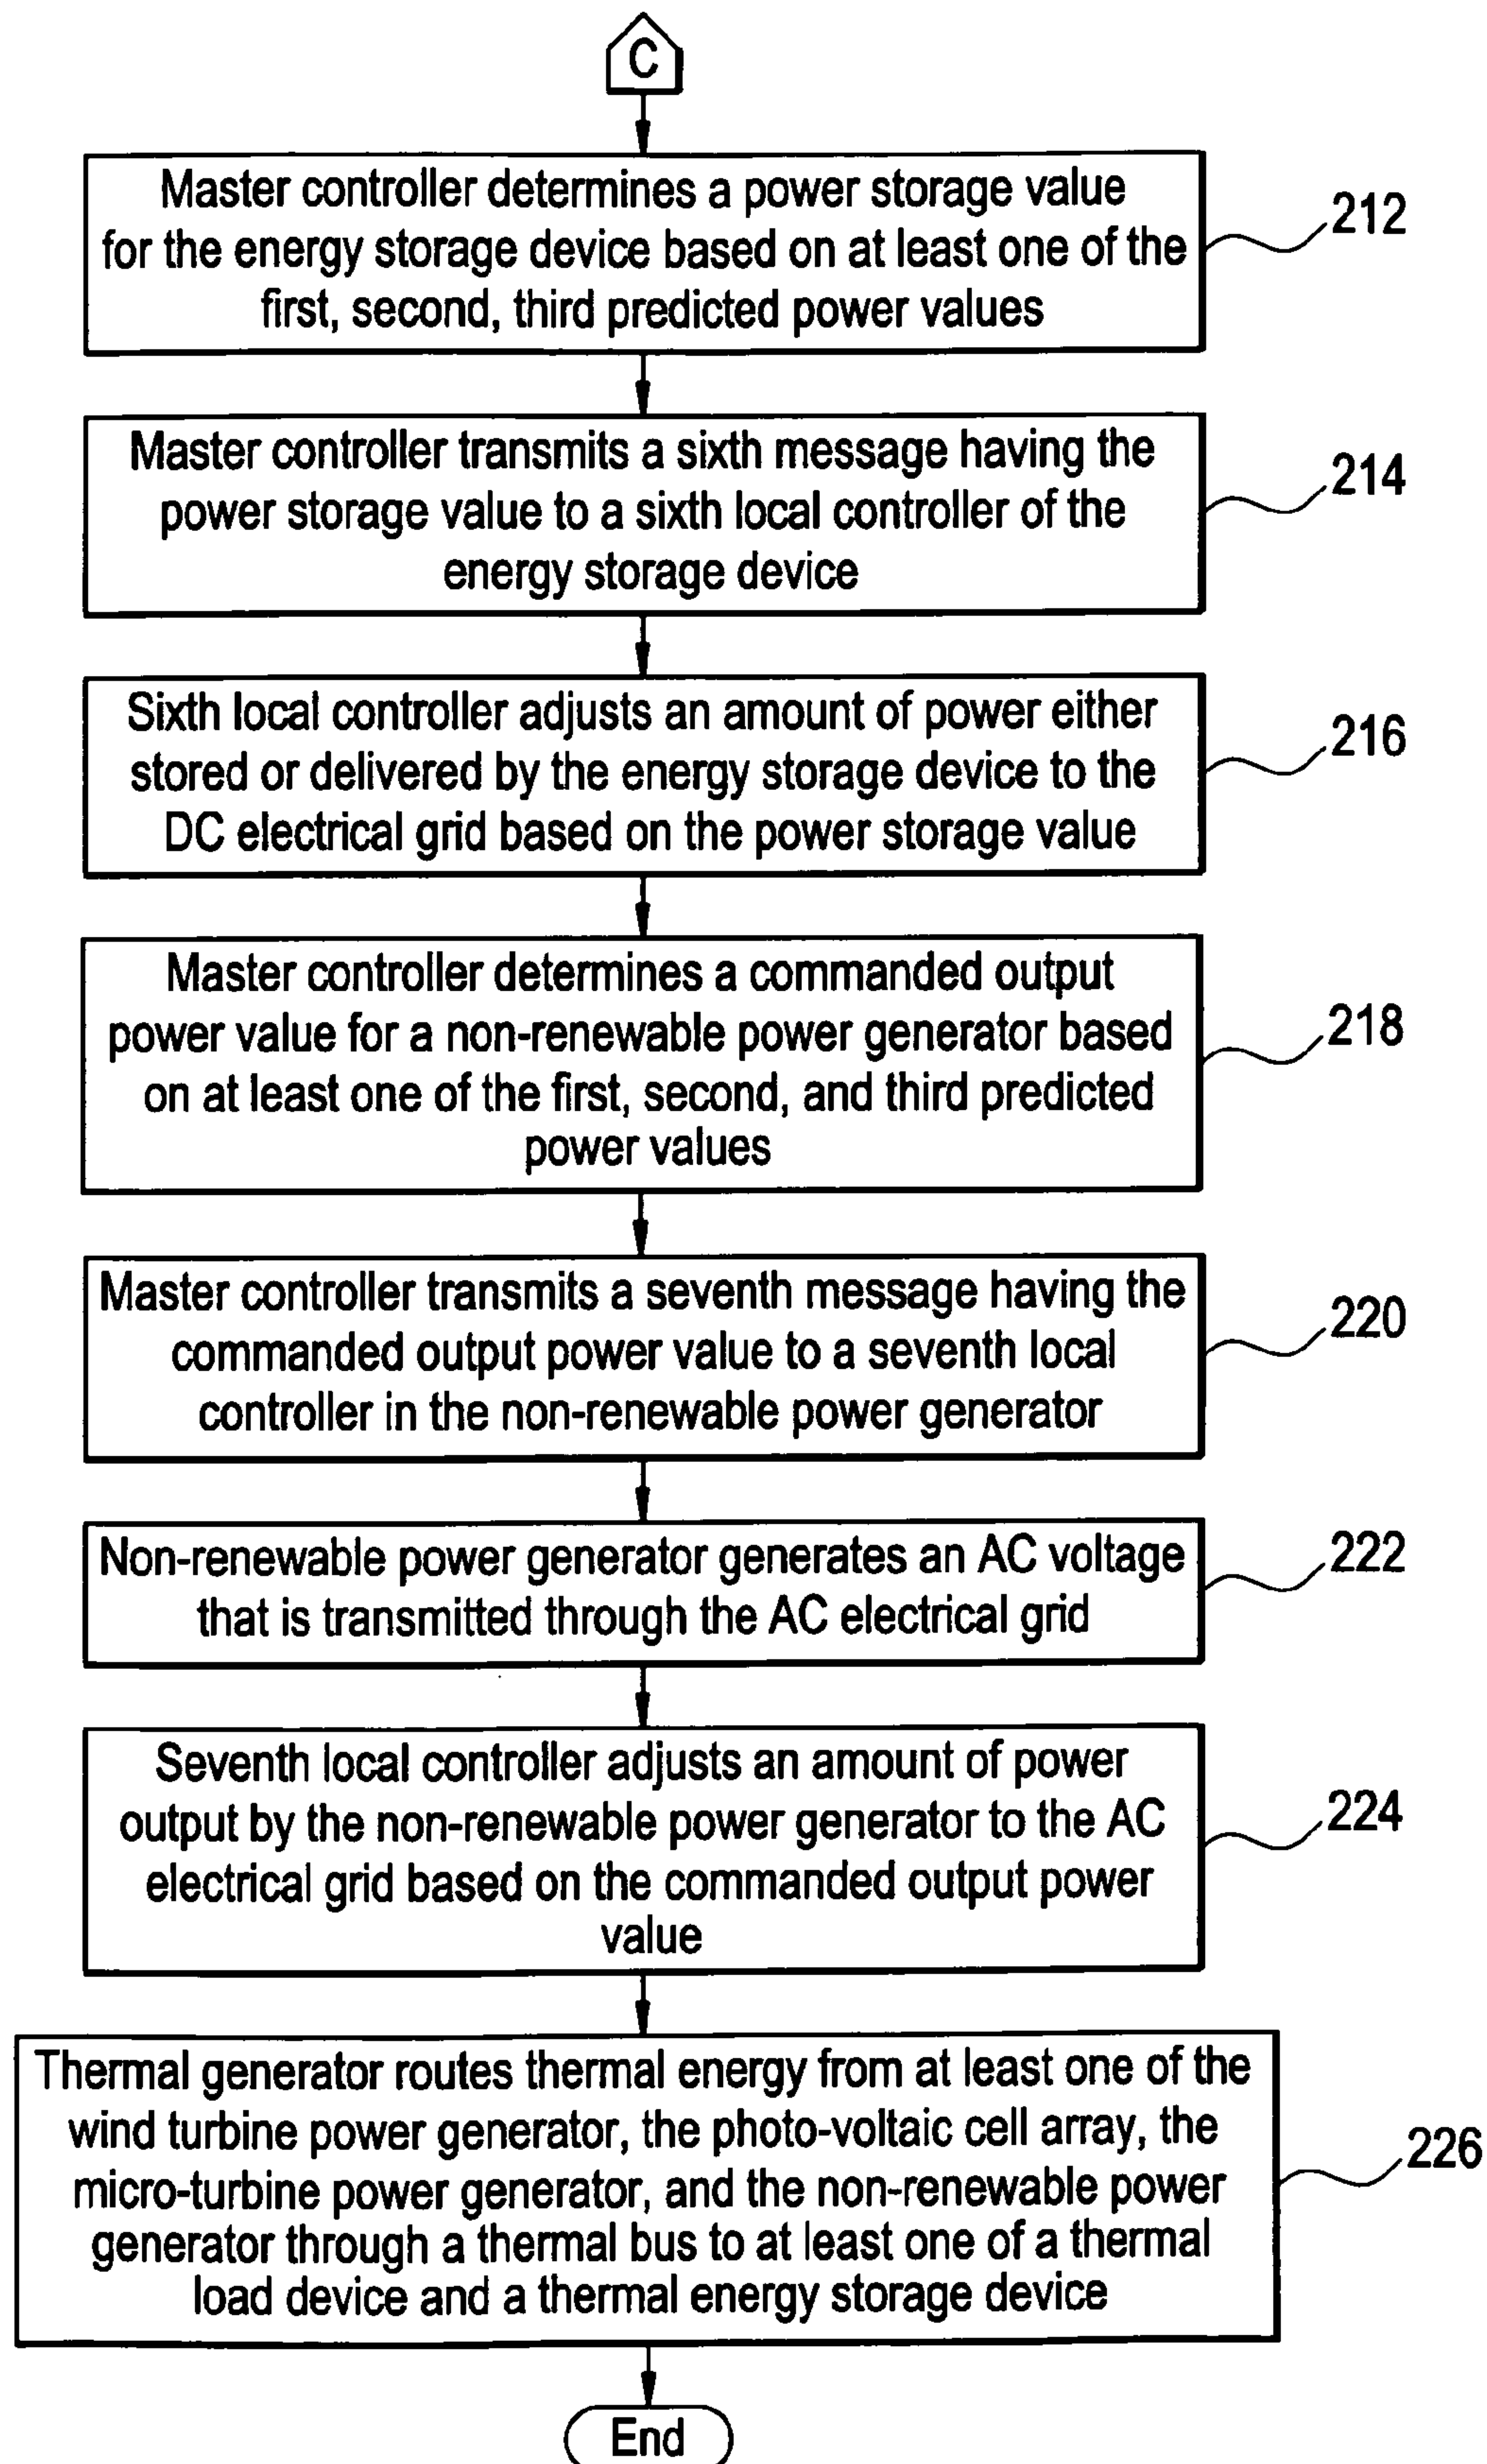 C
Master controller determines a power storage value
for the energy storage device based on at least one of the
first, second, third predicted power values
212
Master controller transmits a sixth message having the
power storage value to a sixth local controller of the
energy storage device
214
Sixth local controller adjusts an amount of power either
stored or delivered by the energy storage device to the
DC electrical grid based on the power storage value
216
Master controller determines a commanded output
power value for a non-renewable power generator based
on at least one of the first, second, and third predicted
power values
218
Master controller transmits a seventh message having the
commanded output power value to a seventh local
controller in the non-renewable power generator
220
Non-renewable power generator generates an AC voltage
that is transmitted through the AC electrical grid
222
Seventh local controller adjusts an amount of power
output by the non-renewable power generator to the AC
electrical grid based on the commanded output power
value
224
Thermal generator routes thermal energy from at least one of the
wind turbine power generator, the photo-voltaic cell array, the
micro-turbine power generator, and the non-renewable power
generator through a thermal bus to at least one of a thermal
load device and a thermal energy storage device
226
End